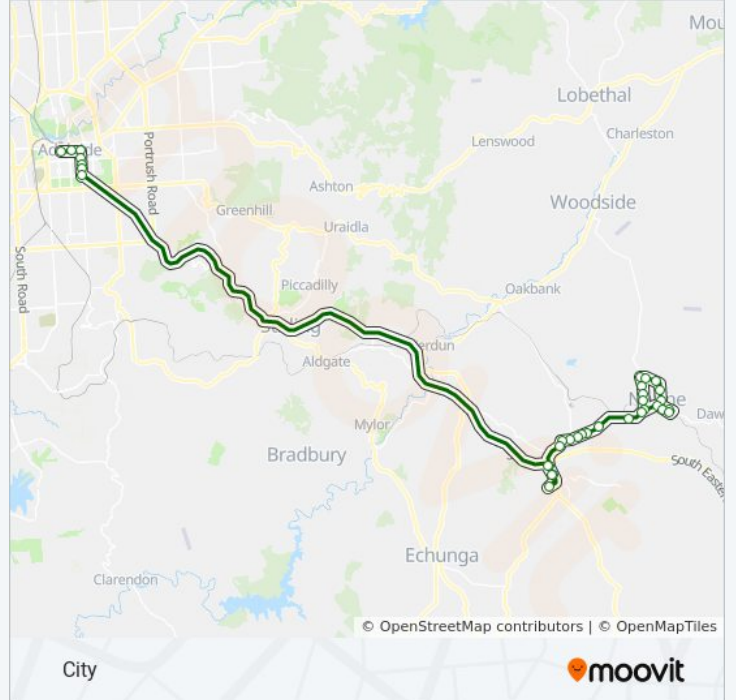 Mou
Lobethal
Charleston
Lenswood
Portrush Road
Ashton
Woodside
Greenhill
Uraidla
South Road
Piccadilly
Oakbank
Aldgate
Mylor
Daw
Bradbury
South Easte
Echunga
Clarendon
© OpenStreetMap contributors | © OpenMapTiles
City
moovit